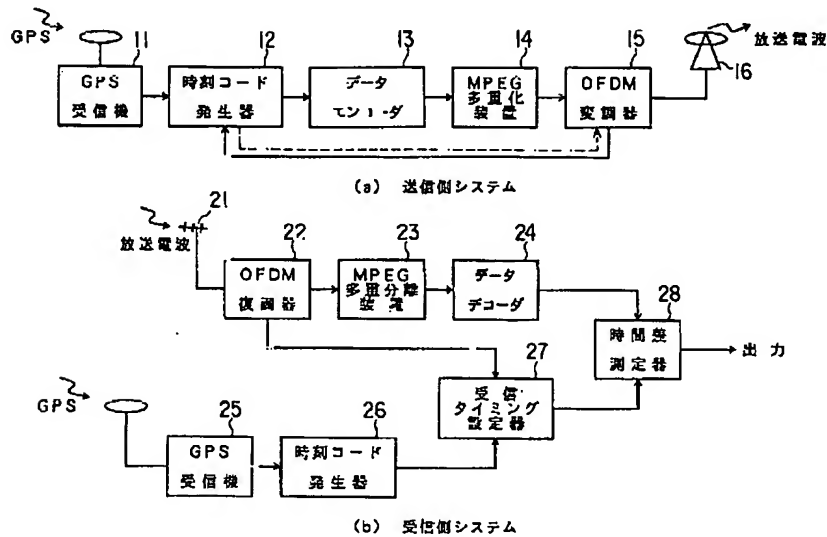 GPS
11
12
13
14
15
16
GPS
受信機
時刻コード
発生器
データ
エンコーダ
MPEG
多重化
装置
OFDM
変調器
放送電波
(a) 送信側システム
21
放送電波
22
23
24
28
OFDM
復調器
MPEG
多重分離
装置
データ
デコーダ
時間差
測定器
出力
27
受信
タイミング
設定器
GPS
25
26
GPS
受信機
時刻コード
発生器
(b) 受信側システム